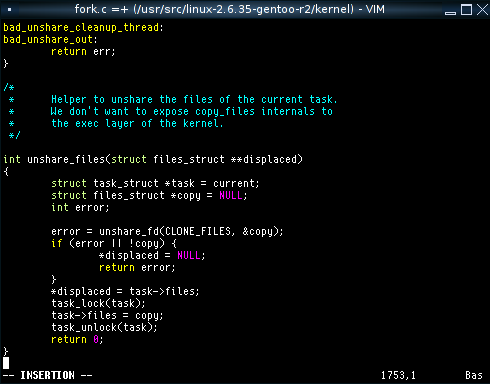 fork.c =+ (/usr/src/linux-2.6.35-gentoo-r2/kernel) - VIM
bad_unshare_cleanup_thread:
bad_unshare_out:
        return err;
}
/*
 *      Helper to unshare the files of the current task.
 *      We don't want to expose copy_files internals to
 *      the exec layer of the kernel.
 */
int unshare_files(struct files_struct **displaced)
{
        struct task_struct *task = current;
        struct files_struct *copy = NULL;
        int error;
        error = unshare_fd(CLONE_FILES, &copy);
        if (error || !copy) {
                *displaced = NULL;
                return error;
        }
        *displaced = task->files;
        task_lock(task);
        task->files = copy;
        task_unlock(task);
        return 0;
}
-- INSERTION -- 1753,1 Bas